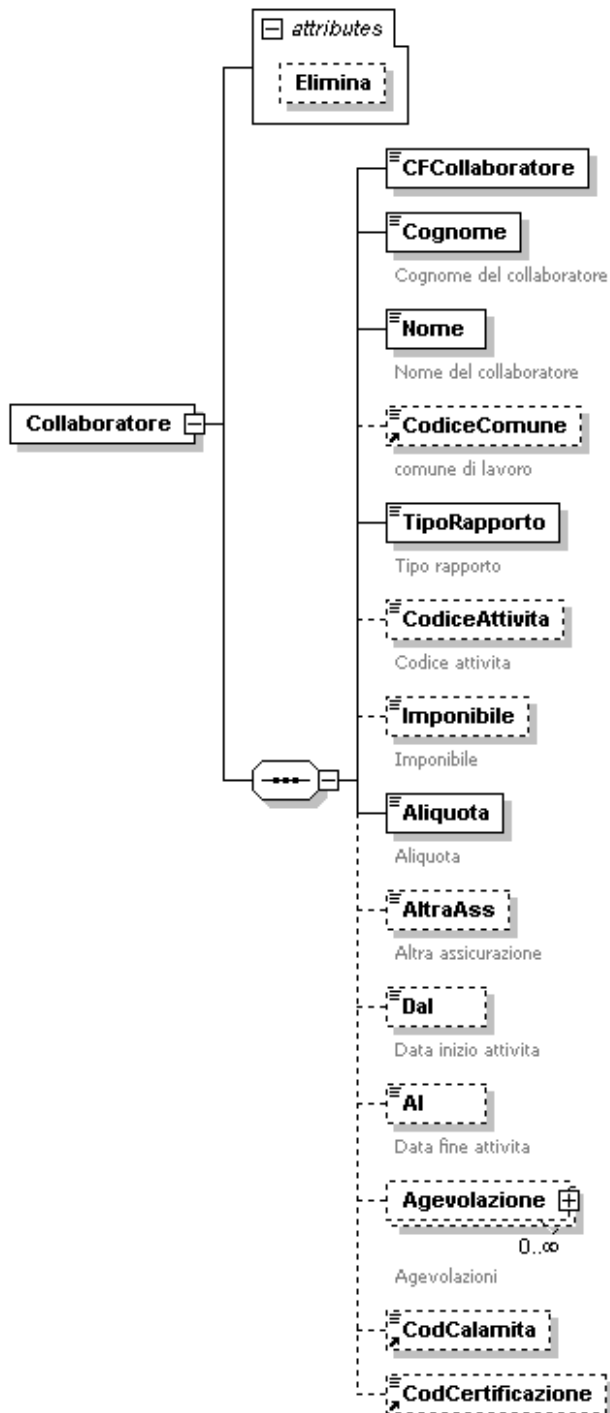 attributes
Elimina
CFCollaboratore
Cognome
Cognome del collaboratore
Nome
Nome del collaboratore
Collaboratore
CodiceComune
comune di lavoro
TipoRapporto
Tipo rapporto
CodiceAttivita
Codice attivita
Imponibile
Imponibile
Aliquota
Aliquota
AltraAss
Altra assicurazione
Dal
Data inizio attivita
Al
Data fine attivita
Agevolazione
0..∞
Agevolazioni
CodCalamita
CodCertificazione